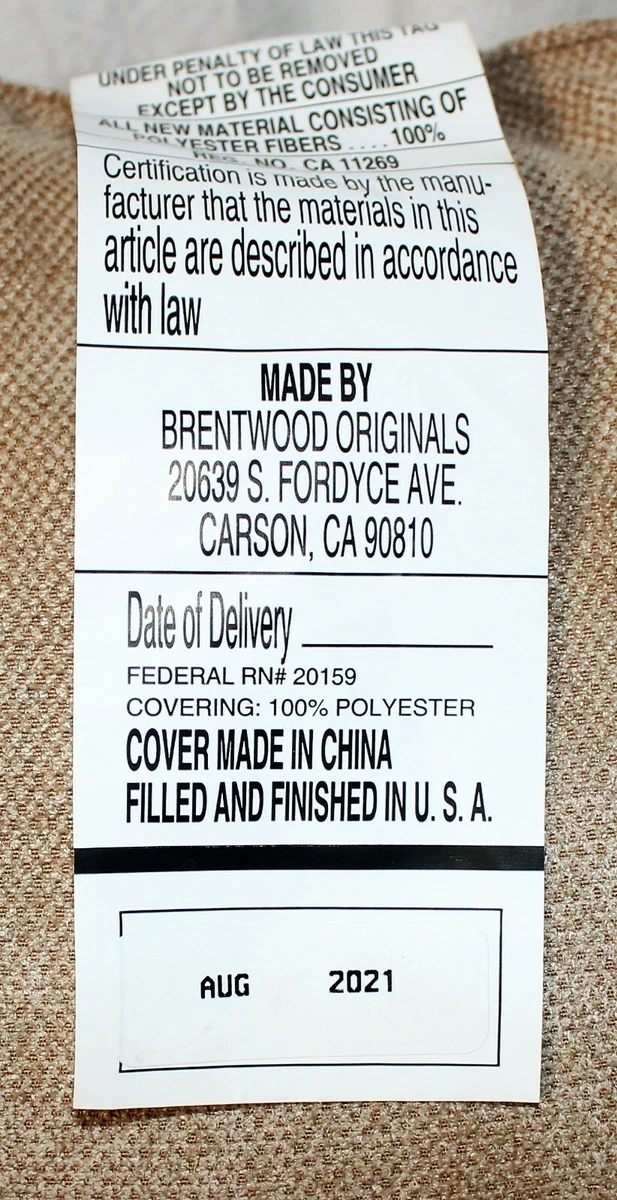 UNDER PENALTY OF LAW THIS TAG
NOT TO BE REMOVED
EXCEPT BY THE CONSUMER
ALL NEW MATERIAL CONSISTING OF
POLYESTER FIBERS .... 100%
REG. NO. CA 11269
Certification is made by the manu-
facturer that the materials in this
article are described in accordance
with law
MADE BY
BRENTWOOD ORIGINALS
20639 S. FORDYCE AVE.
CARSON, CA 90810
Date of Delivery
FEDERAL RN# 20159
COVERING: 100% POLYESTER
COVER MADE IN CHINA
FILLED AND FINISHED IN U. S. A.
AUG 2021